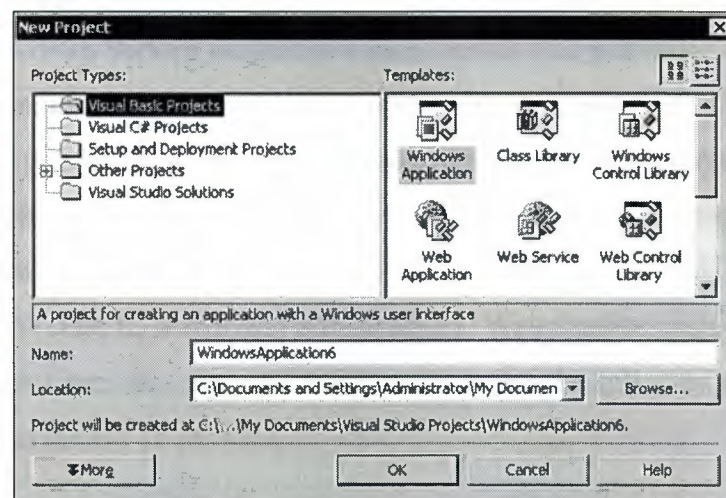 New Project
Project Types:
Templates:
Visual Basic Projects
Visual C# Projects
Setup and Deployment Projects
Other Projects
Visual Studio Solutions
Windows
Application
Class Library
Windows
Control Library
Web
Application
Web Service
Web Control
Library
A project for creating an application with a Windows user interface
Name:
WindowsApplication6
Location:
C:\Documents and Settings\Administrator\My Documen
Browse...
Project will be created at C:\...\My Documents\Visual Studio Projects\WindowsApplication6.
More
OK
Cancel
Help